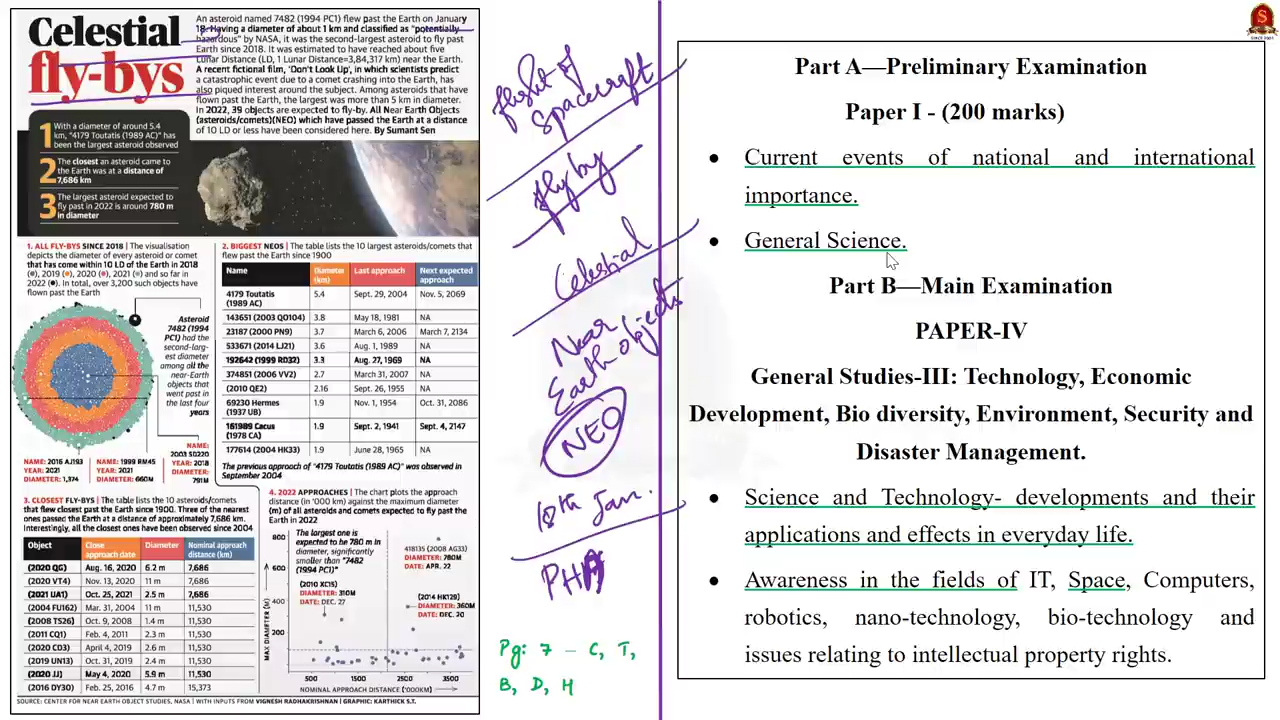 Celestial
fly-bys
An asteroid named 7482 (1994 PC1) flew past the Earth on January
18. Having a diameter of about 1 km and classified as "potentially
hazardous" by NASA, it was the second-largest asteroid to fly past
Earth since 2018. It was estimated to have reached about five
Lunar Distance (LD, 1 Lunar Distance=3,84,317 km) near the Earth.
A recent fictional film, 'Don't Look Up', in which scientists predict
a catastrophic event due to a comet crashing into the Earth, has
also piqued interest around the subject. Among asteroids that have
flown past the Earth, the largest was more than 5 km in diameter.
In 2022, 39 objects are expected to fly-by. All Near Earth Objects
(asteroids/comets)(NEO) which have passed the Earth at a distance
of 10 LD or less have been considered here. By Sumant Sen
1 With a diameter of around 5.4
km, "4179 Toutatis (1989 AC)" has
been the largest asteroid observed
2 The closest an asteroid came to
the Earth was at a distance of
7,686 km
3 The largest asteroid expected to
fly past in 2022 is around 780 m
in diameter
1. ALL FLY-BYS SINCE 2018 | The visualisation
depicts the diameter of every asteroid or comet
that has come within 10 LD of the Earth in 2018
(●), 2019 (●), 2020 (●), 2021 (●) and so far in
2022 (●). In total, over 3,200 such objects have
flown past the Earth
Asteroid
7482 (1994
PC1) had the
second-larg-
est diameter
among all the
near-Earth
objects that
went past in
the last four
years
NAME: 2016 AJ193
YEAR: 2021
DIAMETER: 1,374
NAME: 1999 RM45
YEAR: 2021
DIAMETER: 660M
NAME:
2003 SD220
YEAR: 2018
DIAMETER:
791M
2. BIGGEST NEOS | The table lists the 10 largest asteroids/comets that
flew past the Earth since 1900
Name Diameter (km) Last approach Next expected approach
4179 Toutatis (1989 AC) 5.4 Sept. 29, 2004 Nov. 5, 2069
143651 (2003 QO104) 3.8 May 18, 1981 NA
23187 (2000 PN9) 3.7 March 6, 2006 March 7, 2134
533671 (2014 LJ21) 3.6 Aug. 1, 1989 NA
192642 (1999 RD32) 3.3 Aug. 27, 1969 NA
374851 (2006 VV2) 2.7 March 31, 2007 NA
(2010 QE2) 2.16 Sept. 26, 1955 NA
69230 Hermes (1937 UB) 1.9 Nov. 1, 1954 Oct. 31, 2086
161989 Cacus (1978 CA) 1.9 Sept. 2, 1941 Sept. 4, 2147
177614 (2004 HK33) 1.9 June 28, 1965 NA
The previous approach of "4179 Toutatis (1989 AC)" was observed in
September 2004
3. CLOSEST FLY-BYS | The table lists the 10 asteroids/comets
that flew closest past the Earth since 1900. Three of the nearest
ones passed the Earth at a distance of approximately 7,686 km.
Interestingly, all the closest ones have been observed since 2004
Object Close approach date Diameter Nominal approach distance (km)
(2020 QG) Aug. 16, 2020 6.2 m 7,686
(2020 VT4) Nov. 13, 2020 11 m 7,686
(2021 UA1) Oct. 25, 2021 2.5 m 7,686
(2004 FU162) Mar. 31, 2004 11 m 11,530
(2008 TS26) Oct. 9, 2008 1.4 m 11,530
(2011 CQ1) Feb. 4, 2011 2.3 m 11,530
(2020 CD3) April 4, 2019 2.6 m 11,530
(2019 UN13) Oct. 31, 2019 2.4 m 11,530
(2020 JJ) May 4, 2020 5.9 m 11,530
(2016 DY30) Feb. 25, 2016 4.7 m 15,373
4. 2022 APPROACHES | The chart plots the approach
distance (in '000 km) against the maximum diameter
(m) of all asteroids and comets expected to fly past the
Earth in 2022
The largest one is
expected to be 780 m in
diameter, significantly
smaller than "7482
(1994 PC1)"
418135 (2008 AG33)
DIAMETER: 780M
DATE: APR. 22
(2010 XC15)
DIAMETER: 310M
DATE: DEC. 27
(2014 HK129)
DIAMETER: 360M
DATE: DEC. 20
MAX DIAMETER (M)
800
600
400
200
500 1500 2500 3500
NOMINAL APPROACH DISTANCE ('000KM)
SOURCE: CENTER FOR NEAR EARTH OBJECT STUDIES, NASA | WITH INPUTS FROM VIGNESH RADHAKRISHNAN | GRAPHIC: KARTHICK S.T.
flight of
Spacecraft
fly by
Celestial
Near
Earth objects
NEO
18th Jan.
PHA
Pg: 7 – C, T,
B, D, H
Part A—Preliminary Examination
Paper I - (200 marks)
• Current events of national and international
importance.
• General Science.
Part B—Main Examination
PAPER-IV
General Studies-III: Technology, Economic
Development, Bio diversity, Environment, Security and
Disaster Management.
• Science and Technology- developments and their
applications and effects in everyday life.
• Awareness in the fields of IT, Space, Computers,
robotics, nano-technology, bio-technology and
issues relating to intellectual property rights.